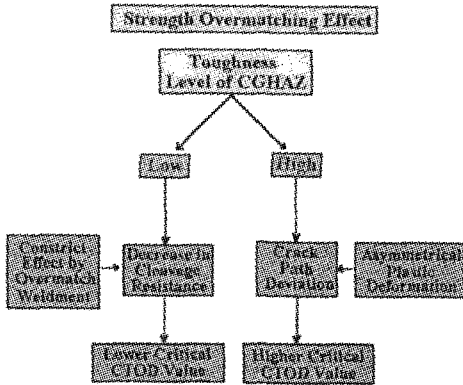 Strength Overmatching Effect
Toughness
Level of CGHAZ
Low
High
Constrict
Effect by
Overmatch
Weldment
Decrease in
Cleavage
Resistance
Crack
Path
Deviation
Asymmetrical
Plastic
Deformation
Lower Critical
CTOD Value
Higher Critical
CTOD Value